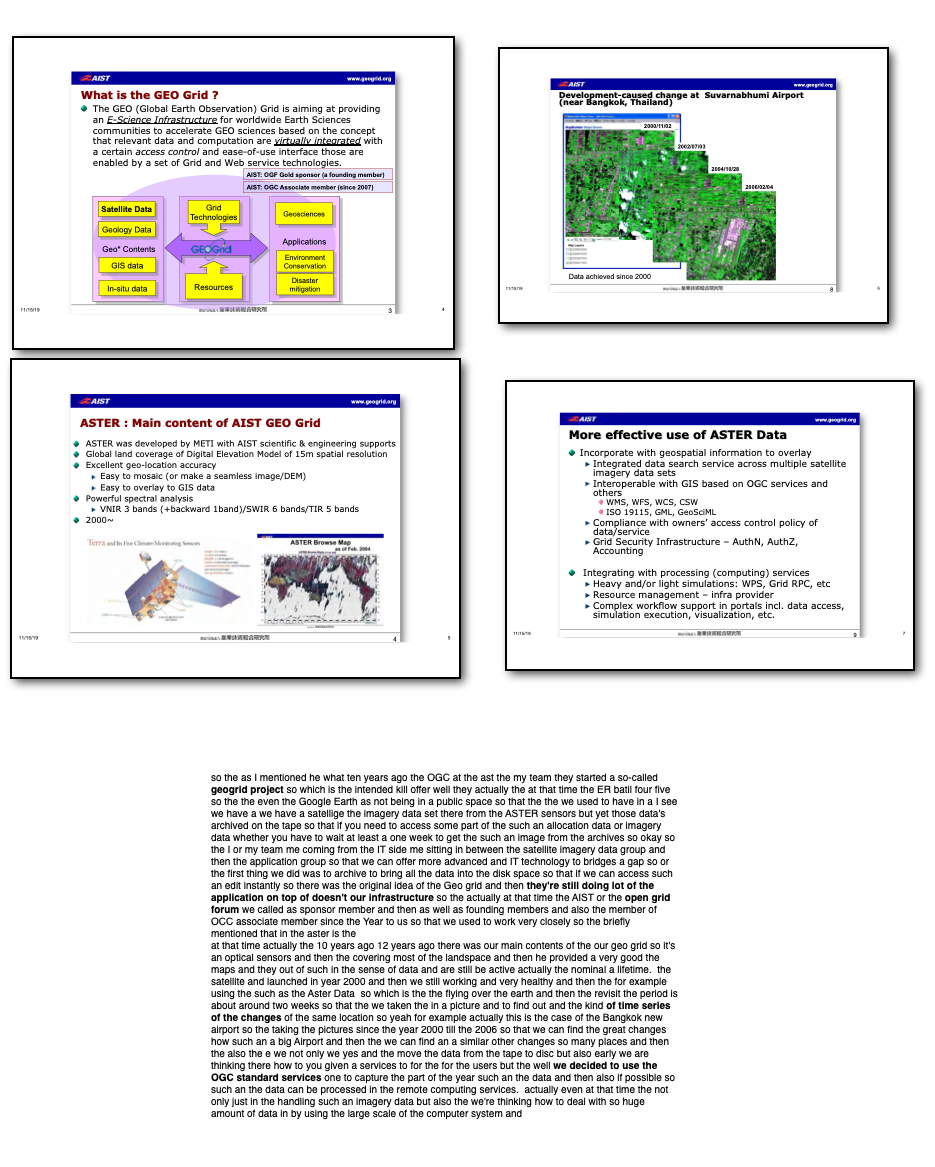 AIST
www.geogrid.org
What is the GEO Grid ?
The GEO (Global Earth Observation) Grid is aiming at providing
an E-Science Infrastructure for worldwide Earth Sciences
communities to accelerate GEO sciences based on the concept
that relevant data and computation are virtually integrated with
a certain access control and ease-of-use interface those are
enabled by a set of Grid and Web service technologies.
AIST: OGF Gold sponsor (a founding member)
AIST: OGC Associate member (since 2007)
Satellite Data
Geology Data
Geo* Contents
GIS data
In-situ data
Grid
Technologies
GEOGrid
Resources
Geosciences
Applications
Environment
Conservation
Disaster
mitigation
産業技術総合研究所
3
11/15/19
4
AIST
www.geogrid.org
Development-caused change at Suvarnabhumi Airport
(near Bangkok, Thailand)
2000/11/02
2002/07/03
2004/10/28
2006/02/04
Data achieved since 2000
産業技術総合研究所
8
11/15/19
6
AIST
www.geogrid.org
ASTER : Main content of AIST GEO Grid
ASTER was developed by METI with AIST scientific & engineering supports
Global land coverage of Digital Elevation Model of 15m spatial resolution
Excellent geo-location accuracy
Easy to mosaic (or make a seamless image/DEM)
Easy to overlay to GIS data
Powerful spectral analysis
VNIR 3 bands (+backward 1band)/SWIR 6 bands/TIR 5 bands
2000~
Terra and Its Five Climate-Monitoring Sensors
ASTER Browse Map
as of Feb. 2004
産業技術総合研究所
4
11/15/19
5
AIST
www.geogrid.org
More effective use of ASTER Data
Incorporate with geospatial information to overlay
Integrated data search service across multiple satellite
imagery data sets
Interoperable with GIS based on OGC services and
others
WMS, WFS, WCS, CSW
ISO 19115, GML, GeoSciML
Compliance with owners' access control policy of
data/service
Grid Security Infrastructure – AuthN, AuthZ,
Accounting
Integrating with processing (computing) services
Heavy and/or light simulations: WPS, Grid RPC, etc
Resource management – infra provider
Complex workflow support in portals incl. data access,
simulation execution, visualization, etc.
産業技術総合研究所
9
11/15/19
7
so the as I mentioned he what ten years ago the OGC at the ast the my team they started a so-called
geogrid project so which is the intended kill offer well they actually the at that time the ER batil four five
so the the even the Google Earth as not being in a public space so that the the we used to have in a I see
we have a we have a satellige the imagery data set there from the ASTER sensors but yet those data's
archived on the tape so that if you need to access some part of the such an allocation data or imagery
data whether you have to wait at least a one week to get the such an image from the archives so okay so
the I or my team me coming from the IT side me sitting in between the satellite imagery data group and
then the application group so that we can offer more advanced and IT technology to bridges a gap so or
the first thing we did was to archive to bring all the data into the disk space so that if we can access such
an edit instantly so there was the original idea of the Geo grid and then they're still doing lot of the
application on top of doesn't our infrastructure so the actually at that time the AIST or the open grid
forum we called as sponsor member and then as well as founding members and also the member of
OCC associate member since the Year to us so that we used to work very closely so the briefly
mentioned that in the aster is the
at that time actually the 10 years ago 12 years ago there was our main contents of the our geo grid so it's
an optical sensors and then the covering most of the landspace and then he provided a very good the
maps and they out of such in the sense of data and are still be active actually the nominal a lifetime. the
satellite and launched in year 2000 and then we still working and very healthy and then the for example
using the such as the Aster Data so which is the the flying over the earth and then the revisit the period is
about around two weeks so that the we taken the in a picture and to find out and the kind of time series
of the changes of the same location so yeah for example actually this is the case of the Bangkok new
airport so the taking the pictures since the year 2000 till the 2006 so that we can find the great changes
how such an a big Airport and then the we can find an a similar other changes so many places and then
the also the e we not only we yes and the move the data from the tape to disc but also early we are
thinking there how to you given a services to for the for the users but the well we decided to use the
OGC standard services one to capture the part of the year such an the data and then also if possible so
such an the data can be processed in the remote computing services. actually even at that time the not
only just in the handling such an imagery data but also the we're thinking how to deal with so huge
amount of data in by using the large scale of the computer system and